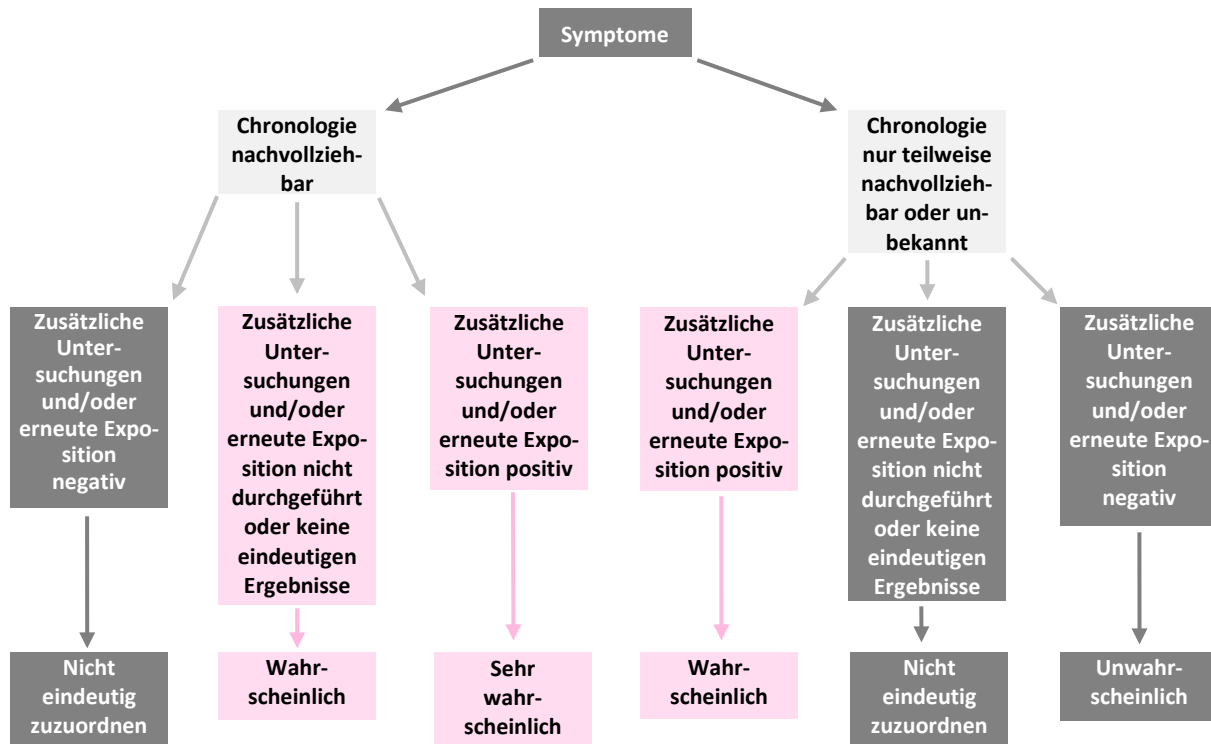 Symptome
Chronologie
nachvollzieh-
bar
Chronologie
nur teilweise
nachvollzieh-
bar oder un-
bekannt
Zusätzliche
Unter-
suchungen
und/oder
erneute Expo-
sition
negativ
Zusätzliche
Unter-
suchungen
und/oder
erneute Expo-
sition nicht
durchgeführt
oder keine
eindeutigen
Ergebnisse
Zusätzliche
Unter-
suchungen
und/oder
erneute Expo-
sition positiv
Zusätzliche
Unter-
suchungen
und/oder
erneute Expo-
sition positiv
Zusätzliche
Unter-
suchungen
und/oder
erneute Expo-
sition nicht
durchgeführt
oder keine
eindeutigen
Ergebnisse
Zusätzliche
Unter-
suchungen
und/oder
erneute Expo-
sition
negativ
Nicht
eindeutig
zuzuordnen
Wahr-
scheinlich
Sehr
wahr-
scheinlich
Wahr-
scheinlich
Nicht
eindeutig
zuzuordnen
Unwahr-
scheinlich